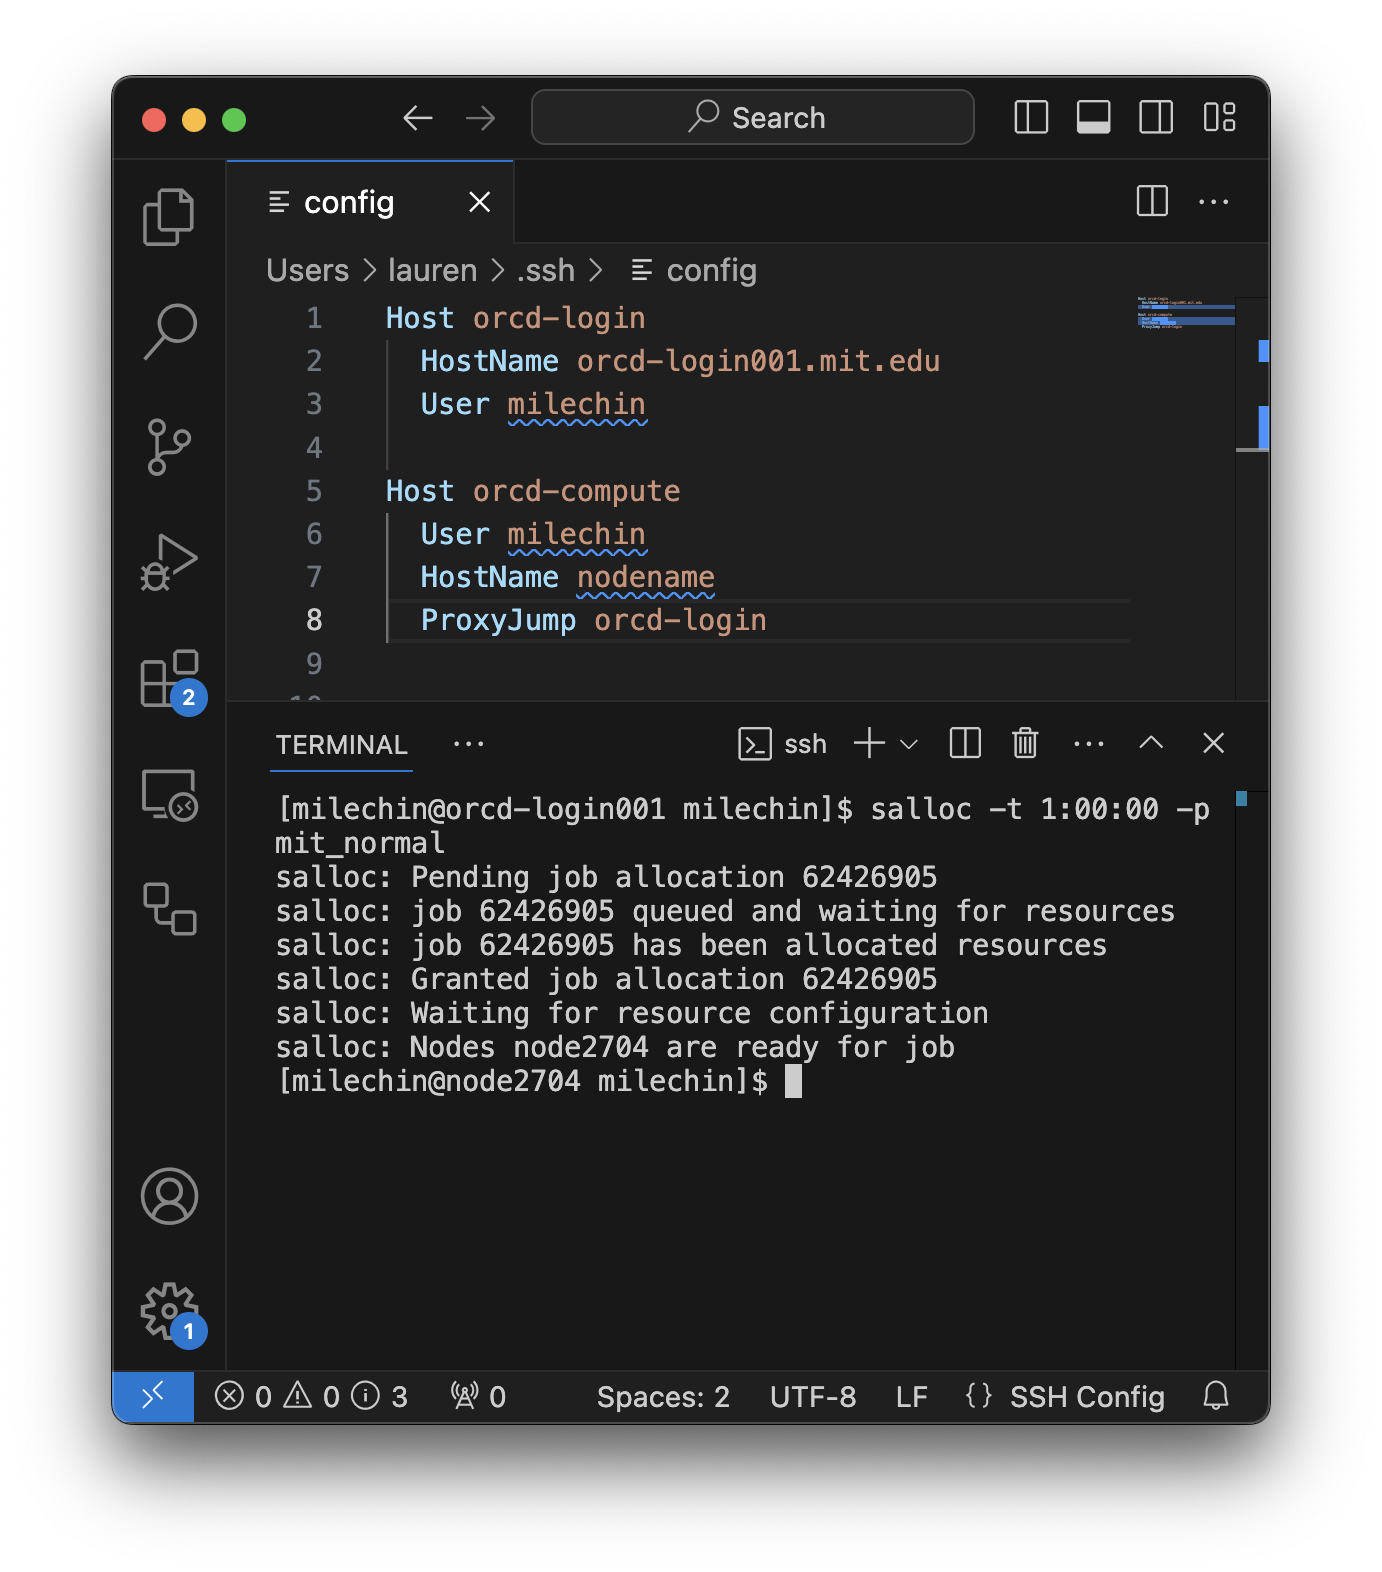 Search
config
Users > lauren > .ssh > config
1 Host orcd-login
2 HostName orcd-login001.mit.edu
3 User milechin
4
5 Host orcd-compute
6 User milechin
7 HostName nodename
8 ProxyJump orcd-login
9
2
TERMINAL ··· ssh
[milechin@orcd-login001 milechin]$ salloc -t 1:00:00 -p
mit_normal
salloc: Pending job allocation 62426905
salloc: job 62426905 queued and waiting for resources
salloc: job 62426905 has been allocated resources
salloc: Granted job allocation 62426905
salloc: Waiting for resource configuration
salloc: Nodes node2704 are ready for job
[milechin@node2704 milechin]$
1
0 0 3 0 Spaces: 2 UTF-8 LF {} SSH Config